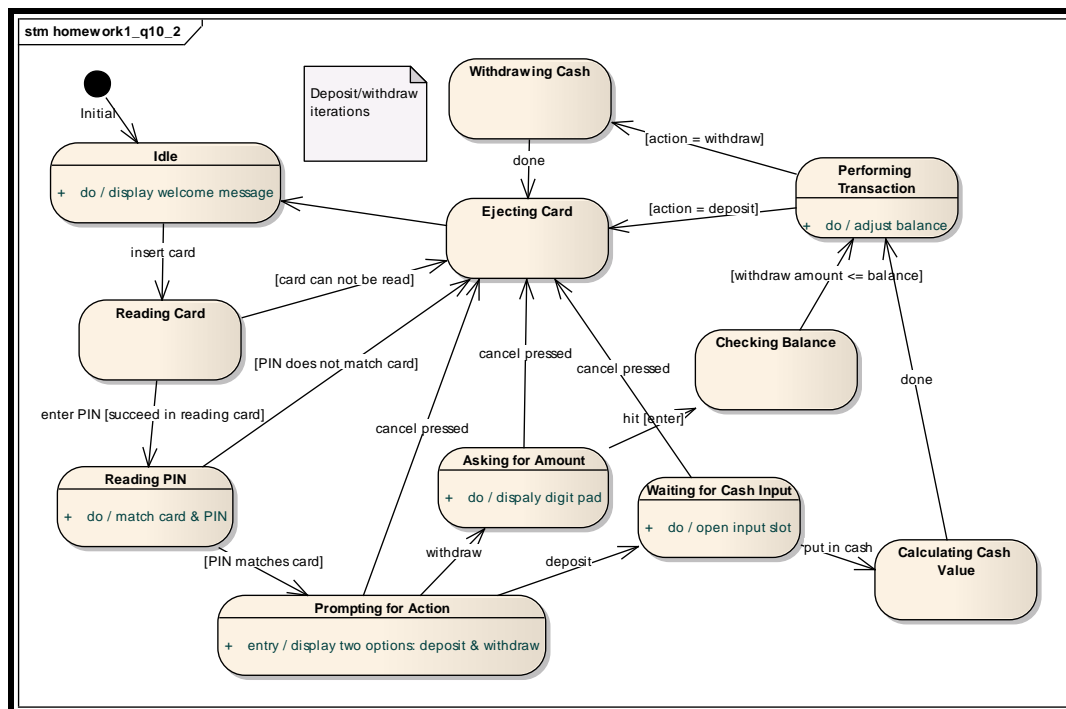 stm homework1_q10_2
Initial
Deposit/withdraw
iterations
Withdrawing Cash
done
[action = withdraw]
Idle
+ do / display welcome message
Performing
Transaction
+ do / adjust balance
Ejecting Card
[action = deposit]
insert card
[card can not be read]
[withdraw amount <= balance]
Reading Card
Checking Balance
[PIN does not match card]
cancel pressed
cancel pressed
done
enter PIN [succeed in reading card]
cancel pressed
hit [enter]
Reading PIN
+ do / match card & PIN
Asking for Amount
+ do / dispaly digit pad
Waiting for Cash Input
+ do / open input slot
[PIN matches card]
withdraw
deposit
put in cash
Calculating Cash
Value
Prompting for Action
+ entry / display two options: deposit & withdraw